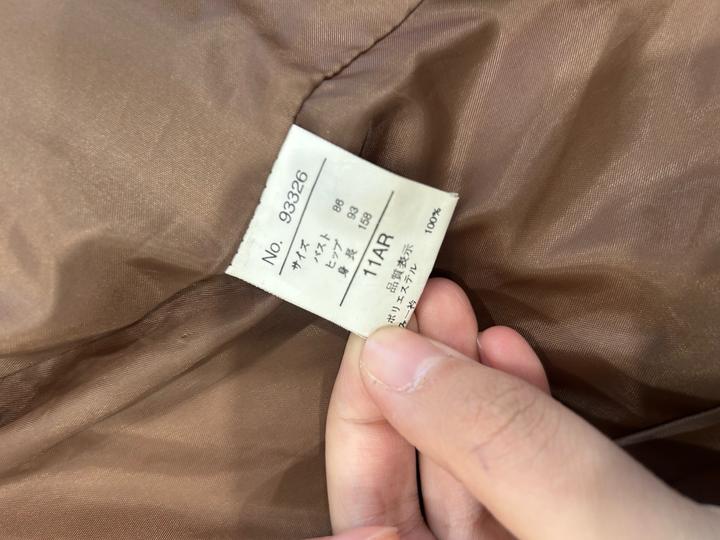 No. 93326
サイズ
バスト 86
ヒップ 93
身長 158
11AR
品質表示
ポリエステル 100%